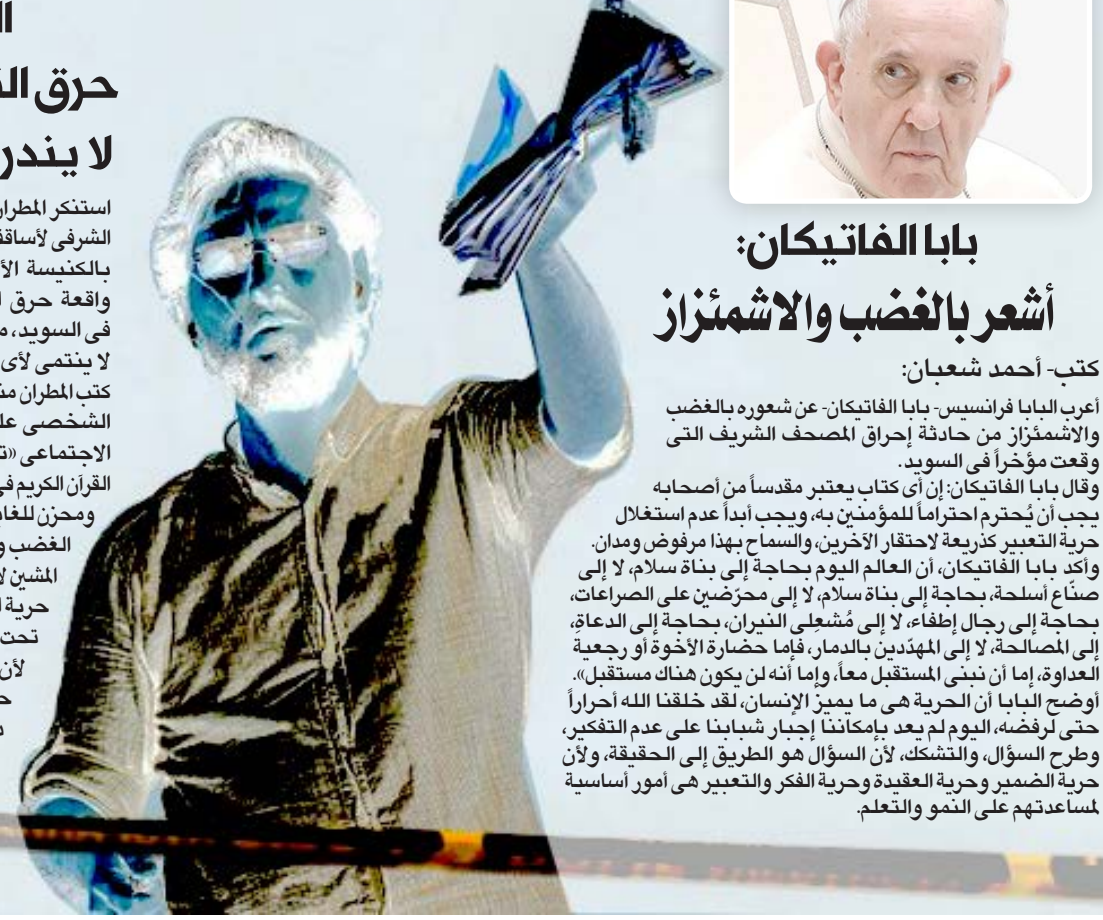 بابا الفاتيكان:
أشعر بالغضب والاشمئزاز
كتب- أحمد شعبان:
أعرب البابا فرانسيس- بابا الفاتيكان- عن شعوره بالغضب
والاشمئزاز من حادثة إحراق المصحف الشريف التى
وقعت مؤخراً فى السويد.
وقال بابا الفاتيكان: إن أى كتاب يعتبر مقدساً من أصحابه
يجب أن يُحترم احتراماً للمؤمنين به، ويجب أبداً عدم استغلال
حرية التعبير كذريعة لاحتقار الآخرين، والسماح بهذا مرفوض ومدان.
وأكد بابا الفاتيكان، أن العالم اليوم بحاجة إلى بناة سلام، لا إلى
صنّاع أسلحة، بحاجة إلى بناة سلام، لا إلى محرّضين على الصراعات،
بحاجة إلى رجال إطفاء، لا إلى مُشعِلى النيران، بحاجة إلى الدعاة،
إلى المصالحة، لا إلى المهدّدين بالدمار، فإما حضارة الأخوة أو رجعية
العداوة، إما أن نبنى المستقبل معاً، وإما أنه لن يكون هناك مستقبل».
أوضح البابا أن الحرية هى ما يميز الإنسان، لقد خلقنا الله أحراراً
حتى لرفضه، اليوم لم يعد بإمكاننا إجبار شبابنا على عدم التفكير،
وطرح السؤال، والتشكك، لأن السؤال هو الطريق إلى الحقيقة، ولأن
حرية الضمير وحرية العقيدة وحرية الفكر والتعبير هى أمور أساسية
لمساعدتهم على النمو والتعلم.
حرق
لا
استنكر المطران
الشرفى
بالكنيسة
واقعة حرق
فى السويد،
لا ينتمى لأى
كتب المطران
الشخصى
الاجتماعى
القرآن الكريم فى
ومحزن
الغضب
المشين
حرية
تحت
لأن